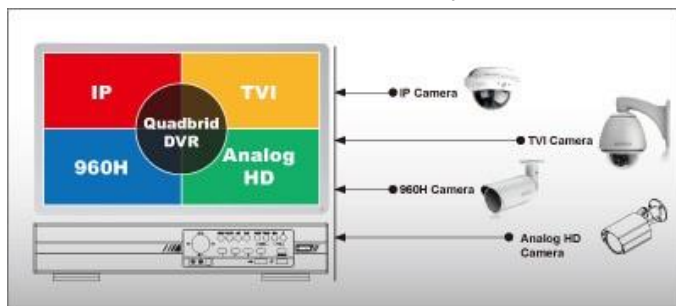 IP
TVI
Quadbrid
DVR
960H
Analog
HD
IP Camera
TVI Camera
960H Camera
Analog HD
Camera